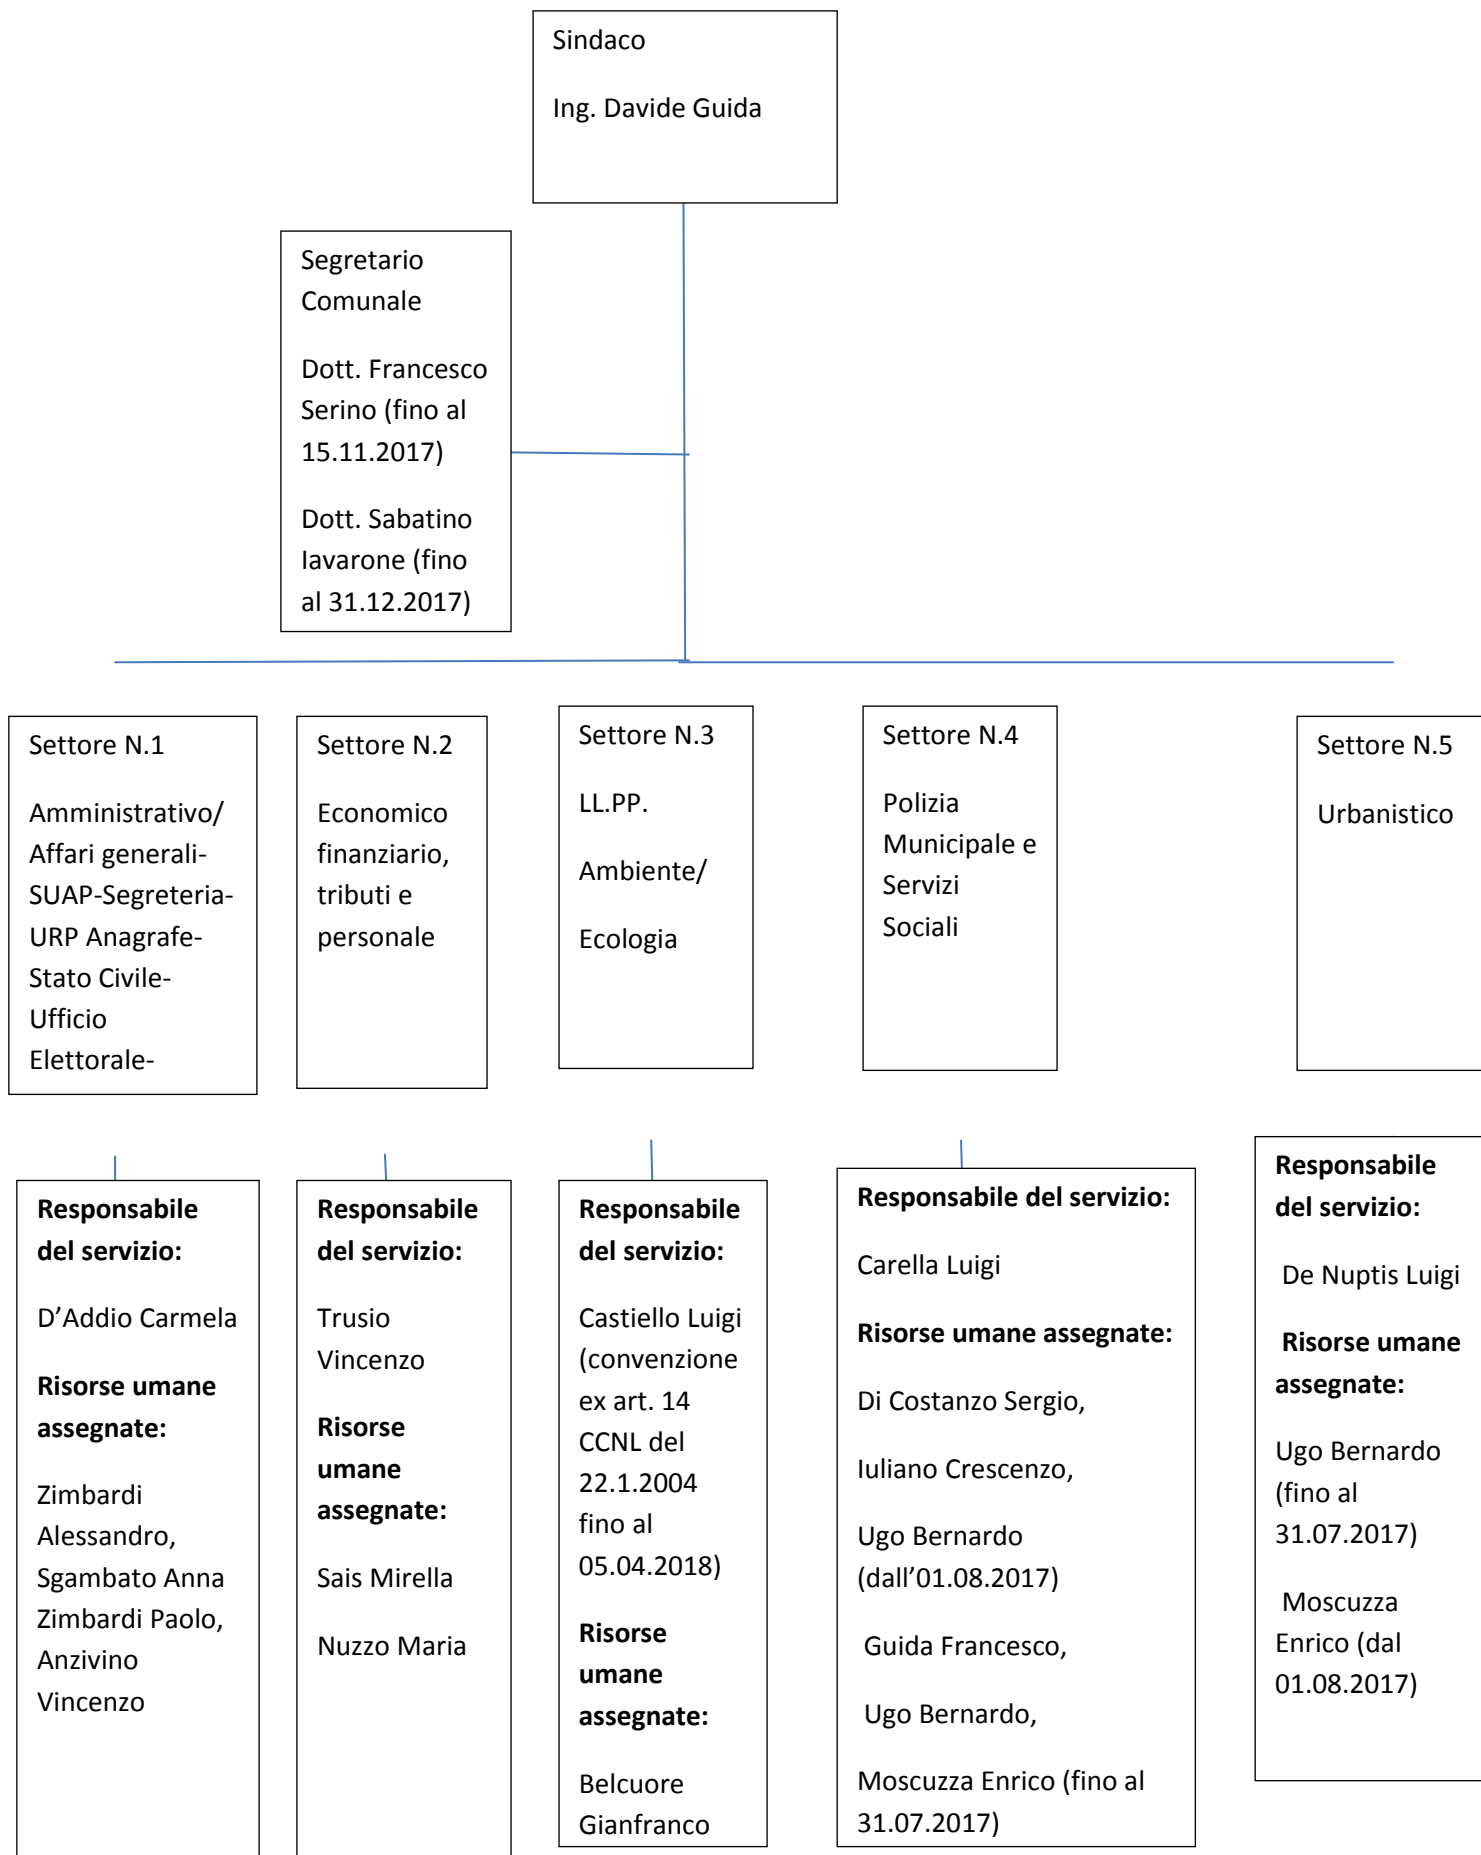 Sindaco
Ing. Davide Guida
Segretario
Comunale
Dott. Francesco
Serino (fino al
15.11.2017)
Dott. Sabatino
Iavarone (fino
al 31.12.2017)
Settore N.1
Amministrativo/
Affari generali-
SUAP-Segreteria-
URP Anagrafe-
Stato Civile-
Ufficio
Elettorale-
Settore N.2
Economico
finanziario,
tributi e
personale
Settore N.3
LL.PP.
Ambiente/
Ecologia
Settore N.4
Polizia
Municipale e
Servizi
Sociali
Settore N.5
Urbanistico
Responsabile
del servizio:
D’Addio Carmela
Risorse umane
assegnate:
Zimbardi
Alessandro,
Sgambato Anna
Zimbardi Paolo,
Anzivino
Vincenzo
Responsabile
del servizio:
Trusio
Vincenzo
Risorse
umane
assegnate:
Sais Mirella
Nuzzo Maria
Responsabile
del servizio:
Castiello Luigi
(convenzione
ex art. 14
CCNL del
22.1.2004
fino al
05.04.2018)
Risorse
umane
assegnate:
Belcuore
Gianfranco
Responsabile del servizio:
Carella Luigi
Risorse umane assegnate:
Di Costanzo Sergio,
Iuliano Crescenzo,
Ugo Bernardo
(dall’01.08.2017)
Guida Francesco,
Ugo Bernardo,
Moscuzza Enrico (fino al
31.07.2017)
Responsabile
del servizio:
De Nuptis Luigi
Risorse umane
assegnate:
Ugo Bernardo
(fino al
31.07.2017)
Moscuzza
Enrico (dal
01.08.2017)